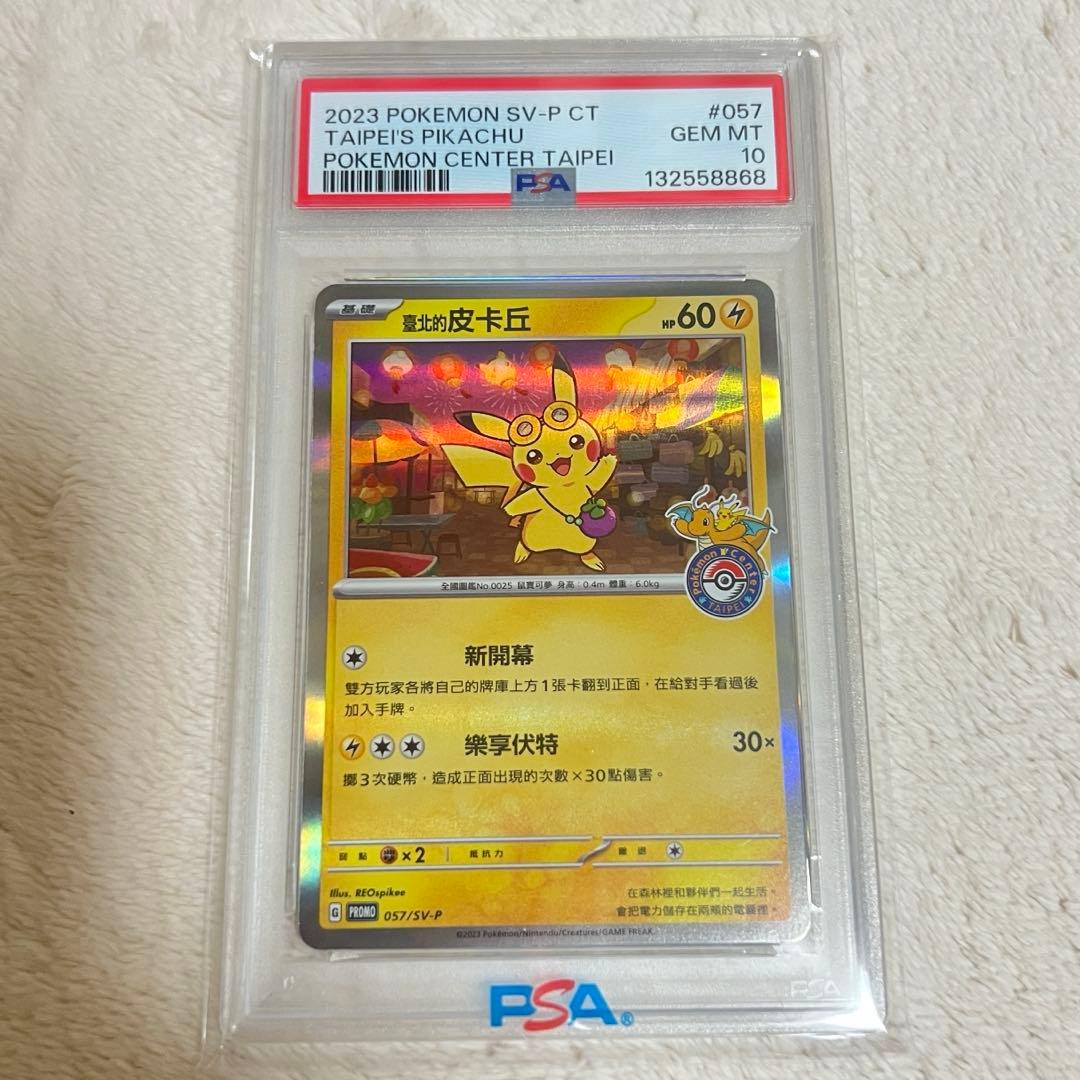 2023 POKEMON SV-P CT #057
TAIPEI'S PIKACHU GEM MT
POKEMON CENTER TAIPEI 10
PSA 132558868
基礎 臺北的皮卡丘 HP60
Pokémon Center
TAIPEI
全國圖鑑No.0025 鼠寶可夢 身高：0.4m 體重：6.0kg
新開幕
雙方玩家各將自己的牌庫上方1張卡翻到正面，在給對手看過後
加入手牌。
樂享伏特 30×
擲3次硬幣，造成正面出現的次數×30點傷害。
弱點 ×2 抵抗力 撤退
Illus. REOspikee
在森林裡和夥伴們一起生活。
會把電力儲存在兩頰的電囊裡。
G PROMO 057/SV-P
©2023 Pokémon/Nintendo/Creatures/GAME FREAK
PSA
PSA®